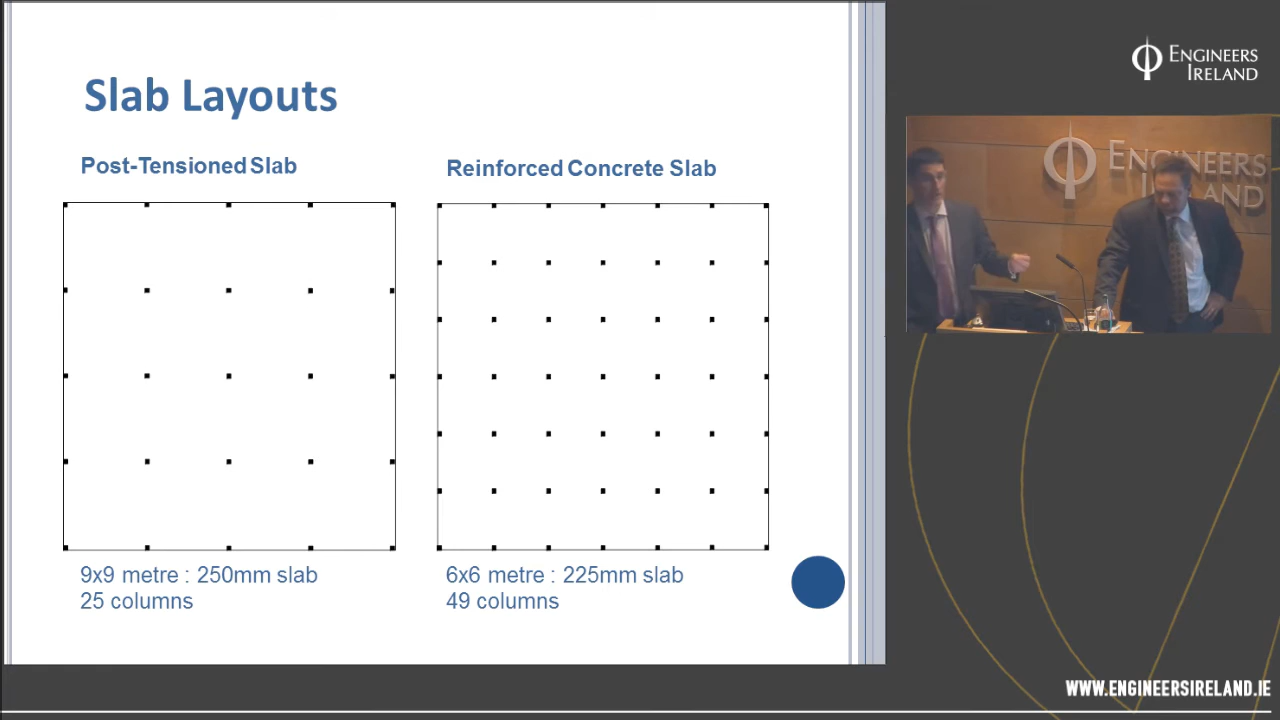 Slab Layouts
Post-Tensioned Slab
Reinforced Concrete Slab
9x9 metre : 250mm slab
25 columns
6x6 metre : 225mm slab
49 columns
ENGINEERS
IRELAND
ENGINEERS
IRELAND
WWW.ENGINEERSIRELAND.IE